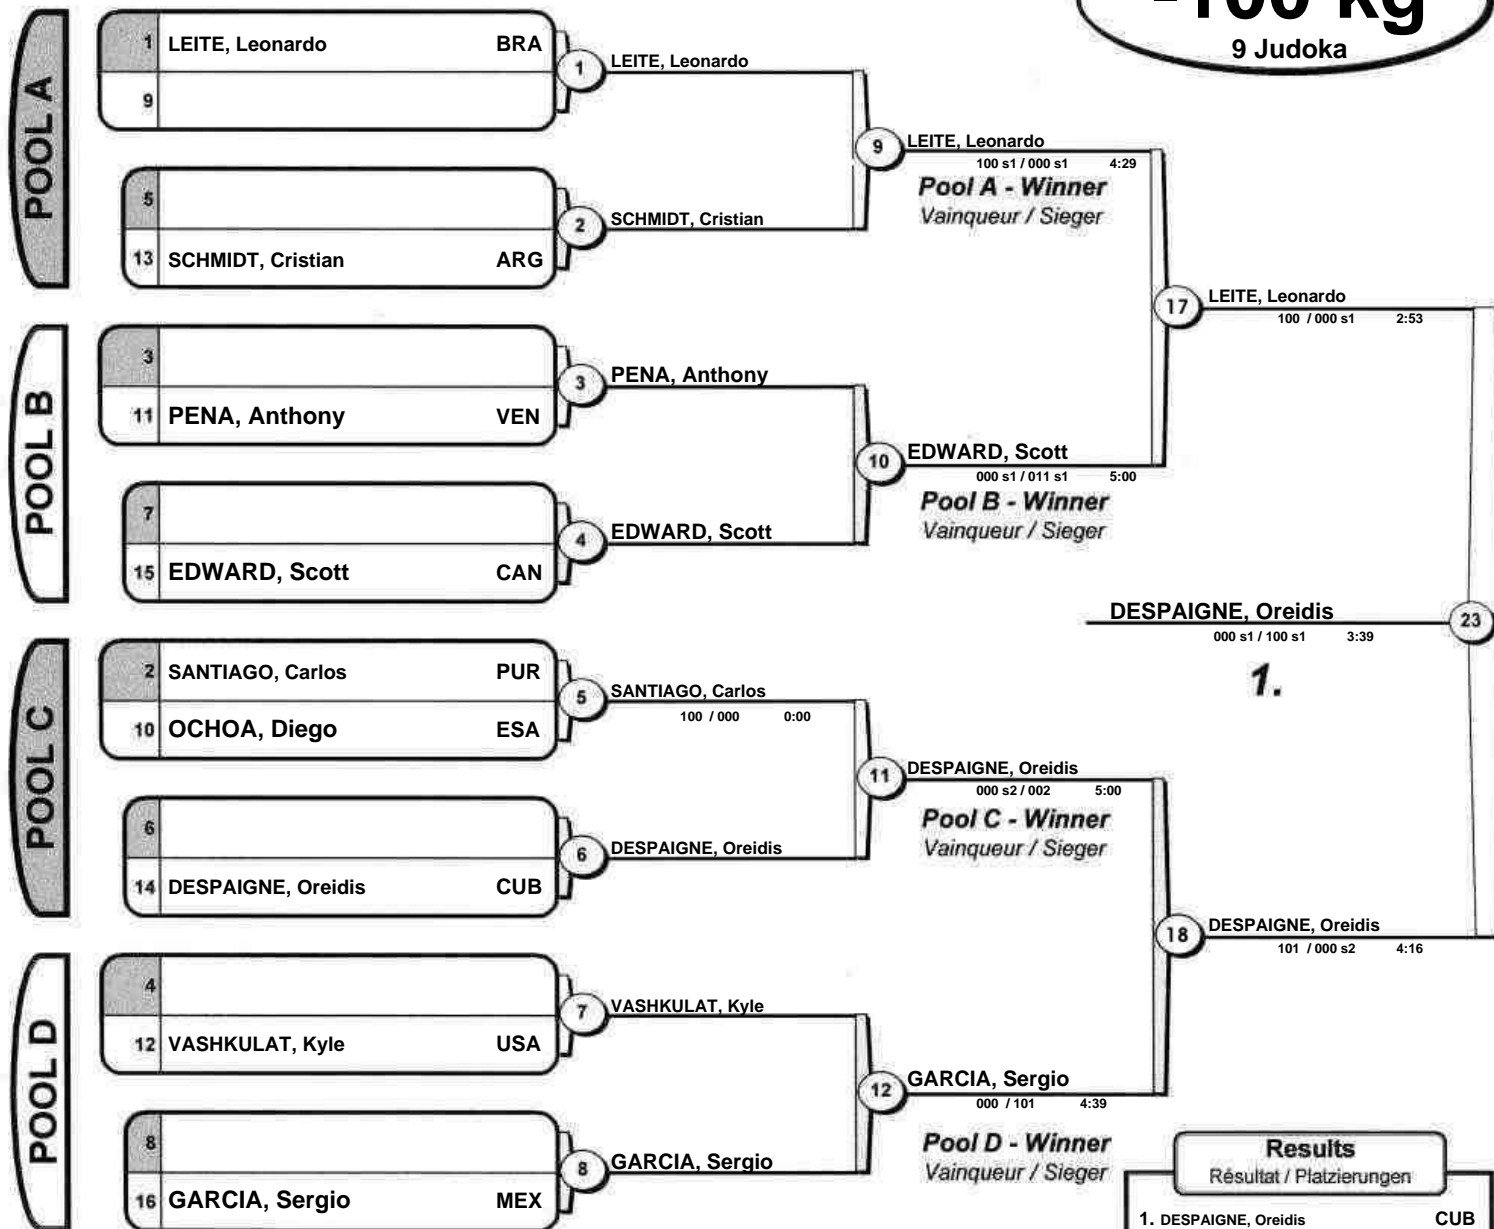 -100 kg
9 Judoka
POOL A
1 LEITE, Leonardo BRA
9
1 LEITE, Leonardo
5
13 SCHMIDT, Cristian ARG
2 SCHMIDT, Cristian
9 LEITE, Leonardo
100 s1 / 000 s1 4:29
Pool A - Winner
Vainqueur / Sieger
POOL B
3
11 PENA, Anthony VEN
3 PENA, Anthony
7
15 EDWARD, Scott CAN
4 EDWARD, Scott
10 EDWARD, Scott
000 s1 / 011 s1 5:00
Pool B - Winner
Vainqueur / Sieger
17 LEITE, Leonardo
100 / 000 s1 2:53
DESPAIGNE, Oreidis 23
000 s1 / 100 s1 3:39
1.
POOL C
2 SANTIAGO, Carlos PUR
10 OCHOA, Diego ESA
5 SANTIAGO, Carlos
100 / 000 0:00
6
14 DESPAIGNE, Oreidis CUB
6 DESPAIGNE, Oreidis
11 DESPAIGNE, Oreidis
000 s2 / 002 5:00
Pool C - Winner
Vainqueur / Sieger
POOL D
4
12 VASHKULAT, Kyle USA
7 VASHKULAT, Kyle
8
16 GARCIA, Sergio MEX
8 GARCIA, Sergio
12 GARCIA, Sergio
000 / 101 4:39
Pool D - Winner
Vainqueur / Sieger
18 DESPAIGNE, Oreidis
101 / 000 s2 4:16
Results
Résultat / Platzierungen
1. DESPAIGNE, Oreidis CUB